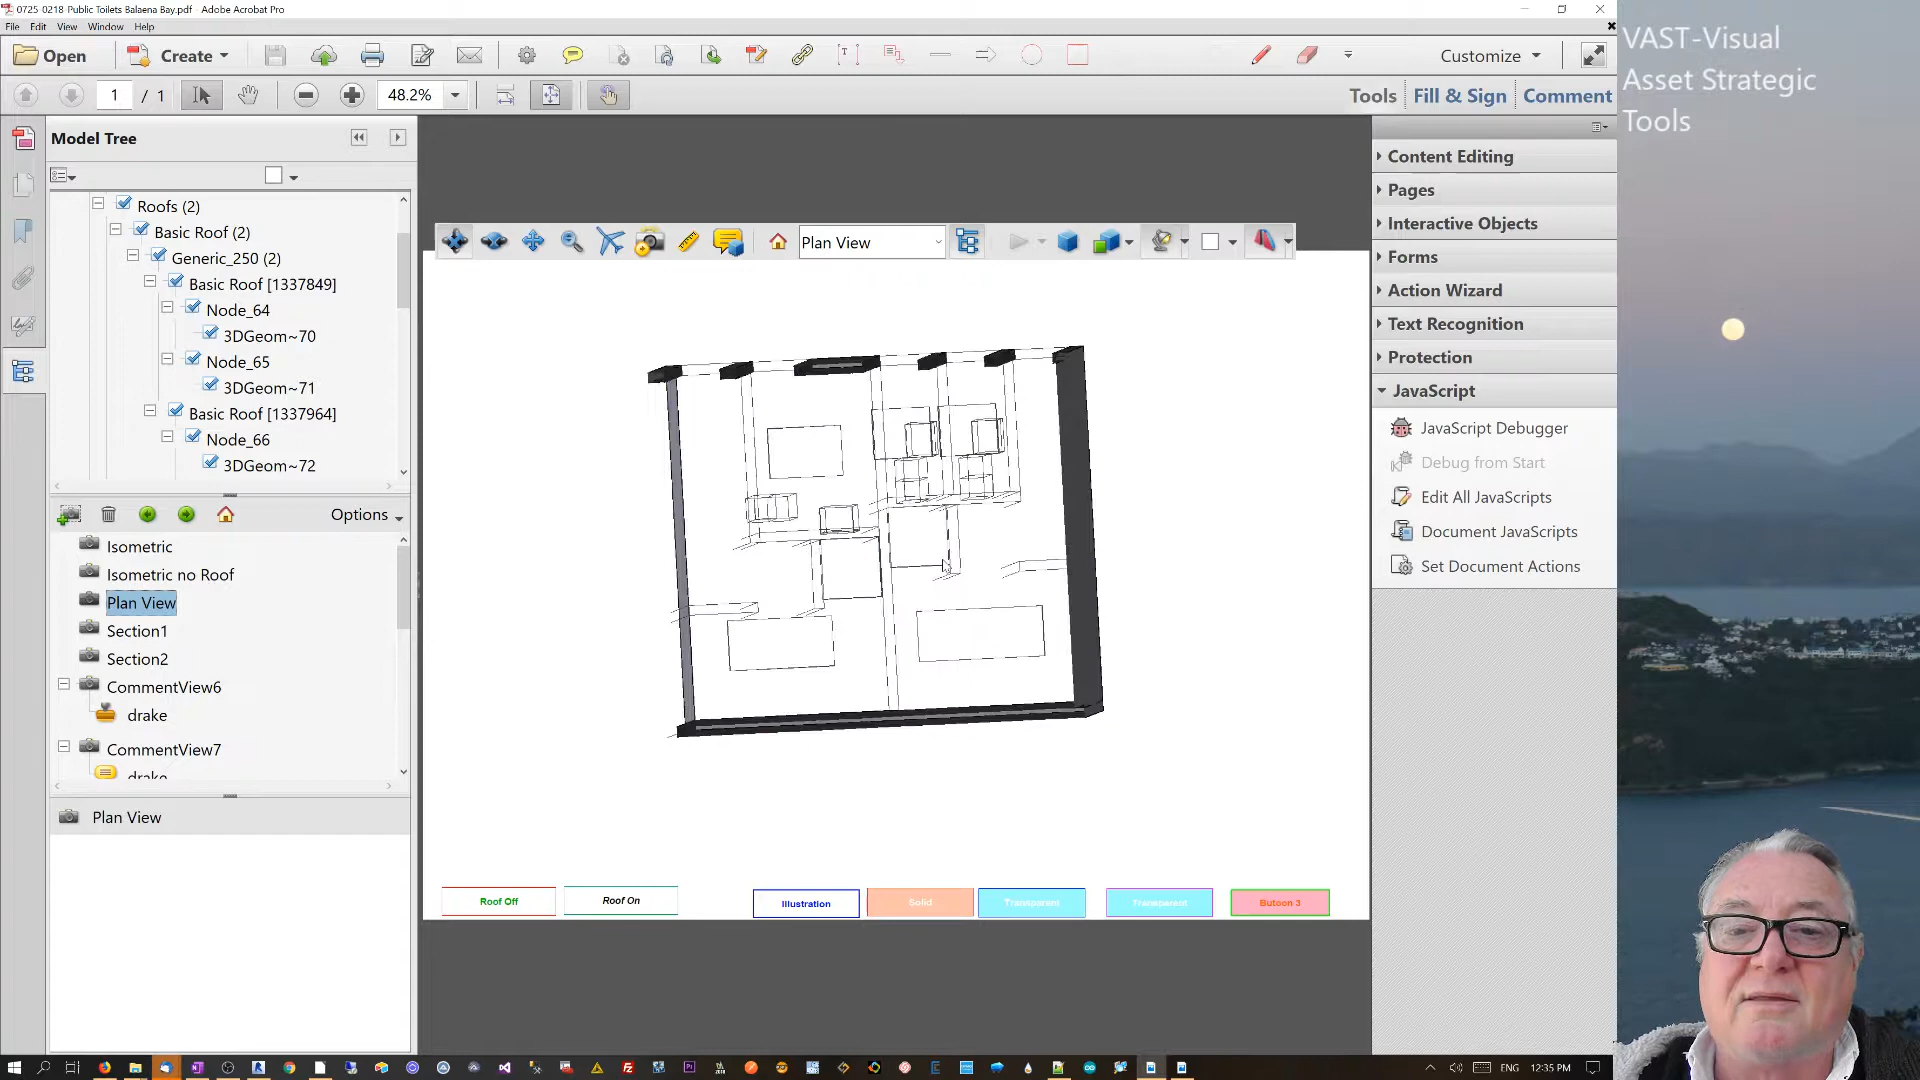 0725-0218-Public Toilets Balaena Bay.pdf - Adobe Acrobat Pro
File Edit View Window Help
Open Create Customize
1 / 1 48.2% Tools Fill & Sign Comment
Model Tree
Roofs (2)
Basic Roof (2)
Generic_250 (2)
Basic Roof [1337849]
Node_64
3DGeom~70
Node_65
3DGeom~71
Basic Roof [1337964]
Node_66
3DGeom~72
Options
Isometric
Isometric no Roof
Plan View
Section1
Section2
CommentView6
drake
CommentView7
drake
Plan View
Plan View
Roof Off
Roof On
Illustration
Solid
Transparent
Transparent
Butoon 3
Content Editing
Pages
Interactive Objects
Forms
Action Wizard
Text Recognition
Protection
JavaScript
JavaScript Debugger
Debug from Start
Edit All JavaScripts
Document JavaScripts
Set Document Actions
VAST-Visual
Asset Strategic
Tools
ENG 12:35 PM